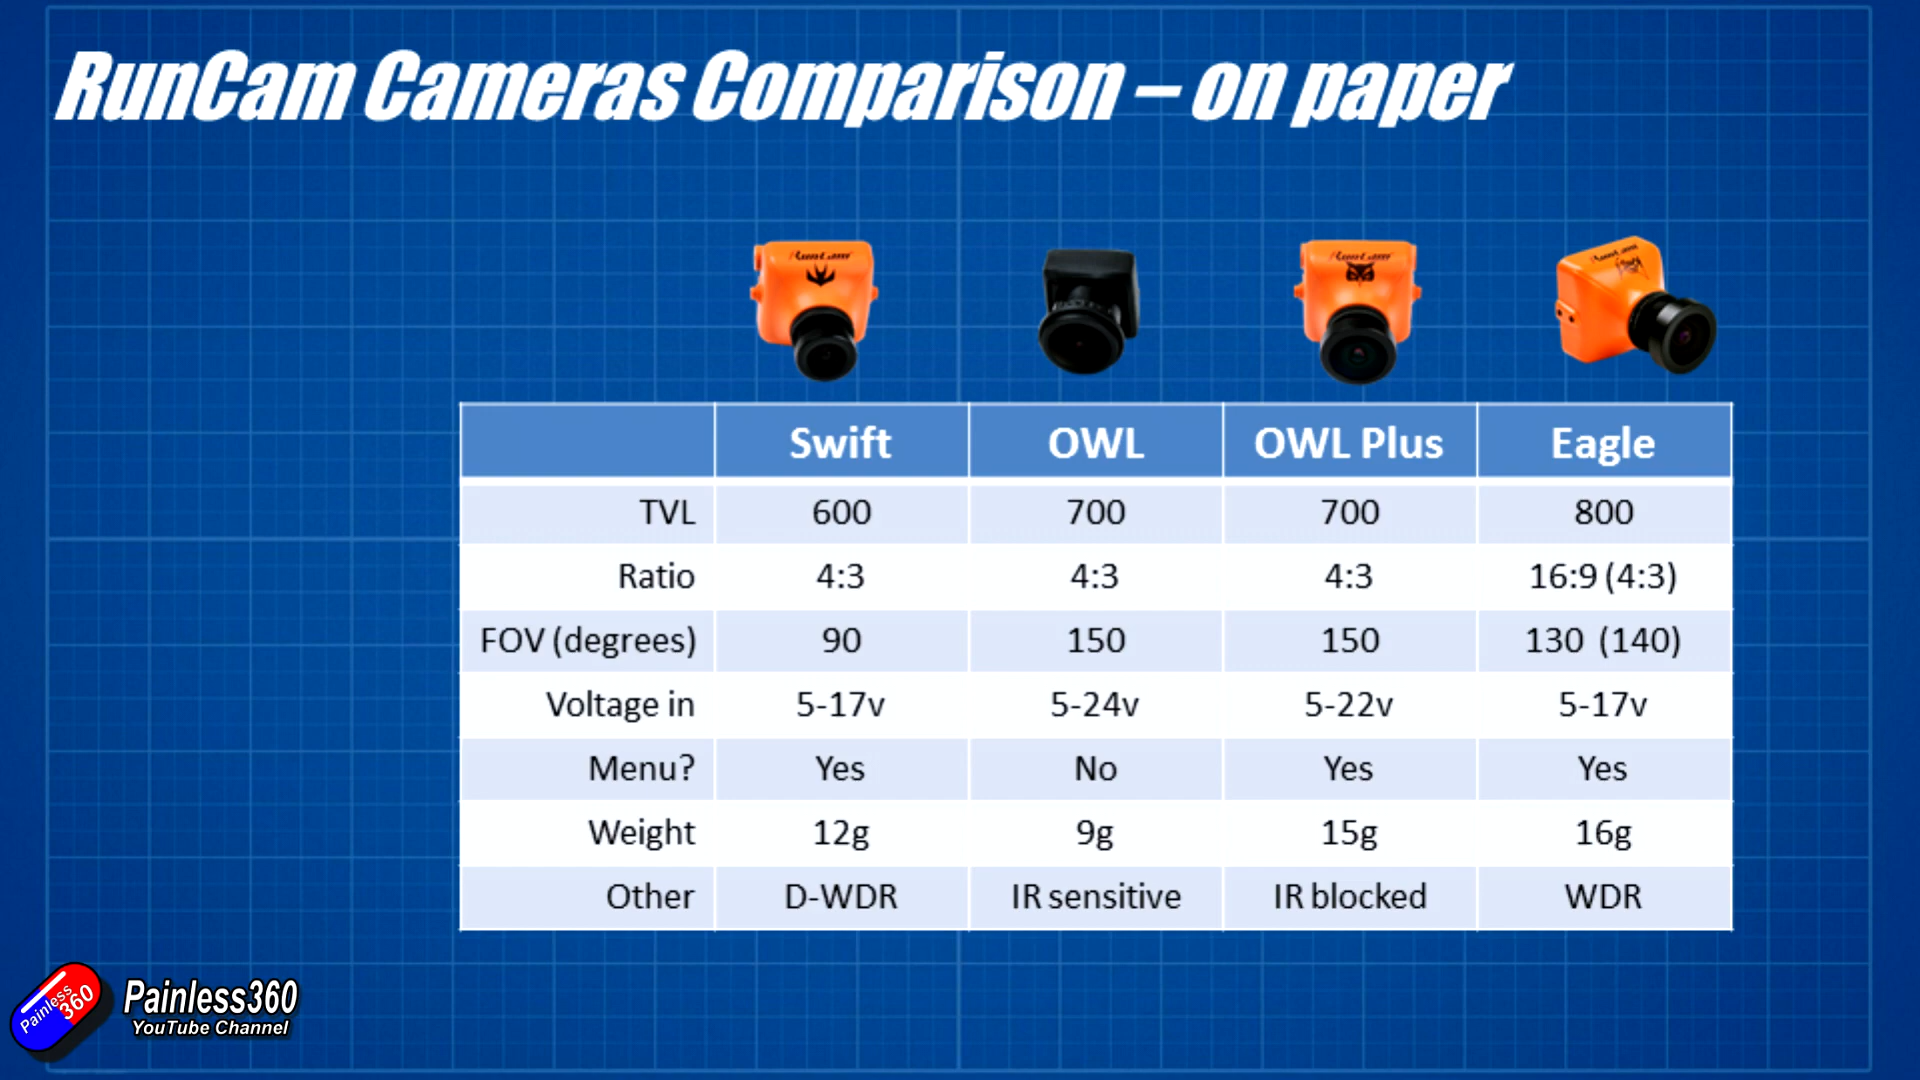 RunCam Cameras Comparison – on paper
RunCam
RunCam
RunCam
Swift OWL OWL Plus Eagle
TVL 600 700 700 800
Ratio 4:3 4:3 4:3 16:9 (4:3)
FOV (degrees) 90 150 150 130 (140)
Voltage in 5-17v 5-24v 5-22v 5-17v
Menu? Yes No Yes Yes
Weight 12g 9g 15g 16g
Other D-WDR IR sensitive IR blocked WDR
Painless
360
Painless360
YouTube Channel